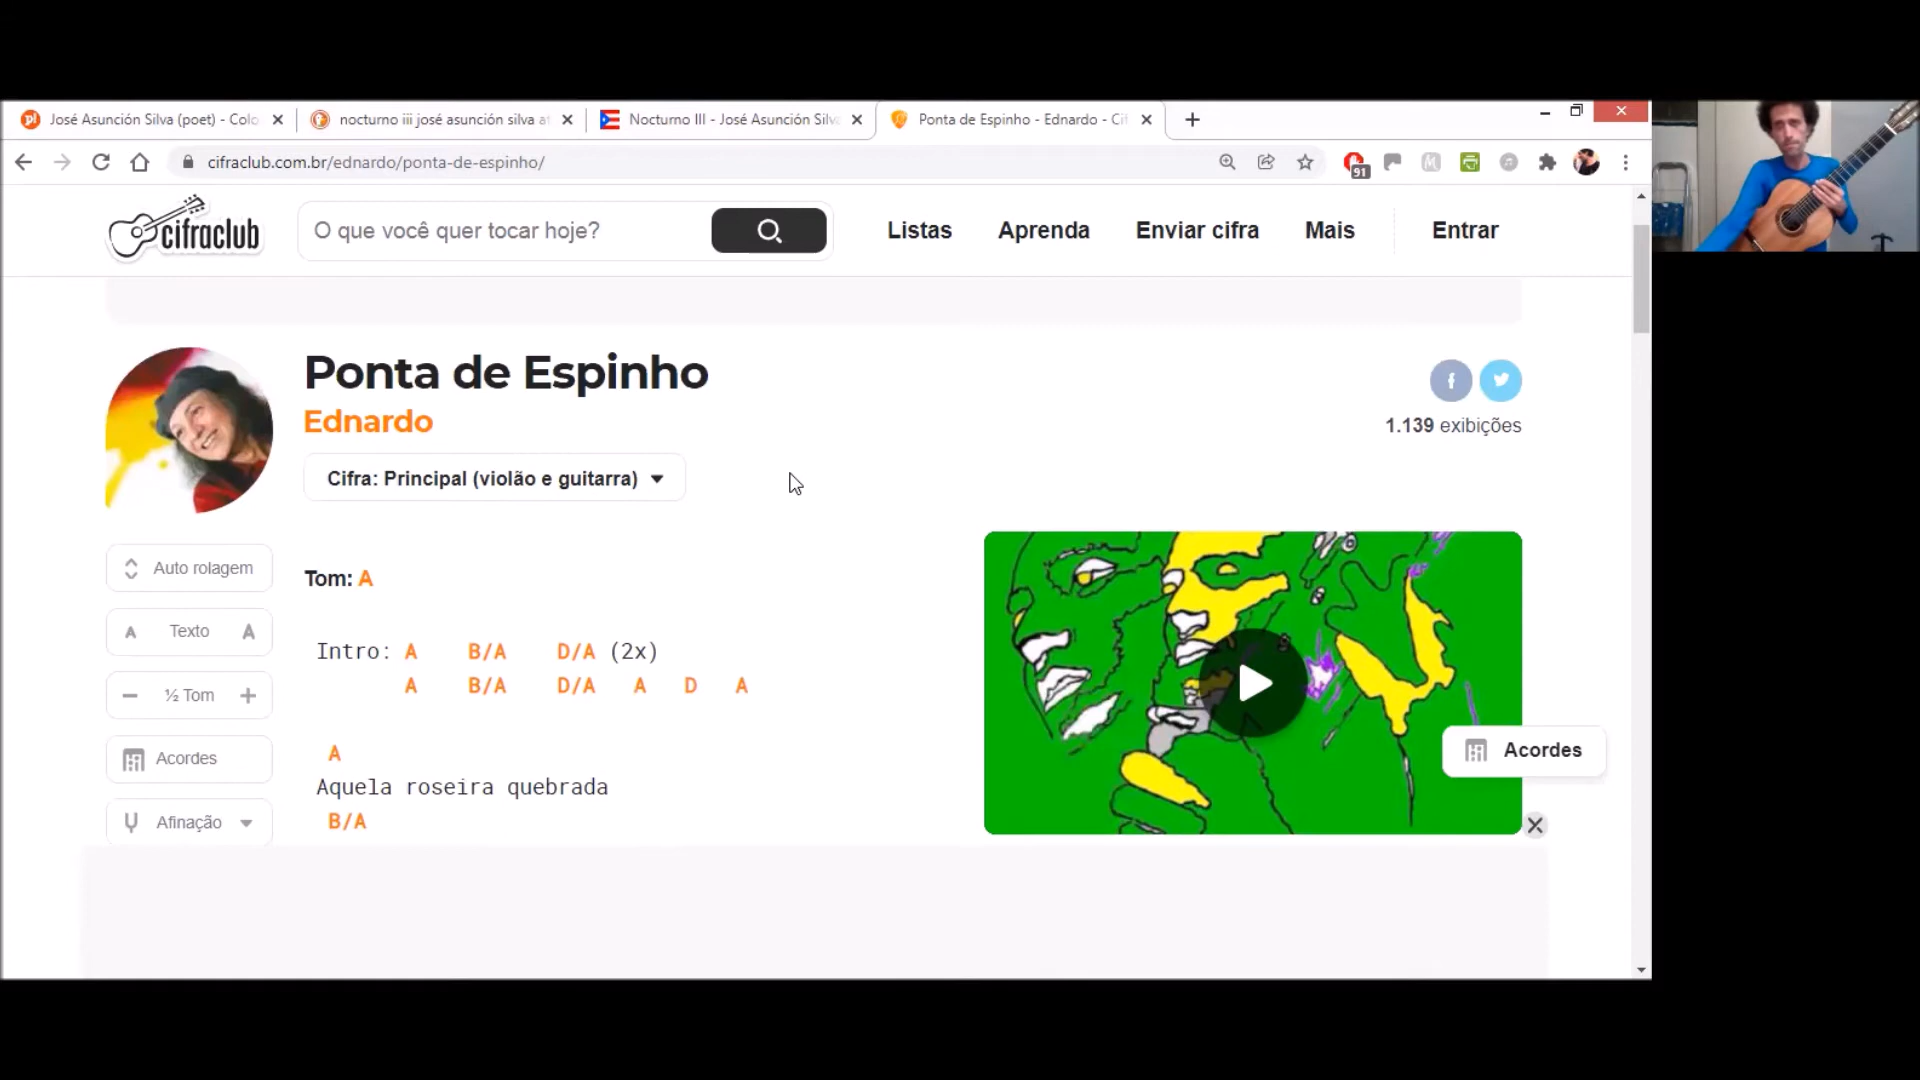 José Asunción Silva (poet) - Colo
nocturno iii josé asunción silva a
Nocturno III - José Asunción Silv
Ponta de Espinho - Ednardo - Cif
cifraclub.com.br/ednardo/ponta-de-espinho/
91
cifraclub
O que você quer tocar hoje?
Listas
Aprenda
Enviar cifra
Mais
Entrar
Ponta de Espinho
Ednardo
1.139 exibições
Cifra: Principal (violão e guitarra)
Auto rolagem
A Texto A
½ Tom
Acordes
Afinação
Tom: A
Intro: A B/A D/A (2x)
A B/A D/A A D A
A
Aquela roseira quebrada
B/A
Acordes